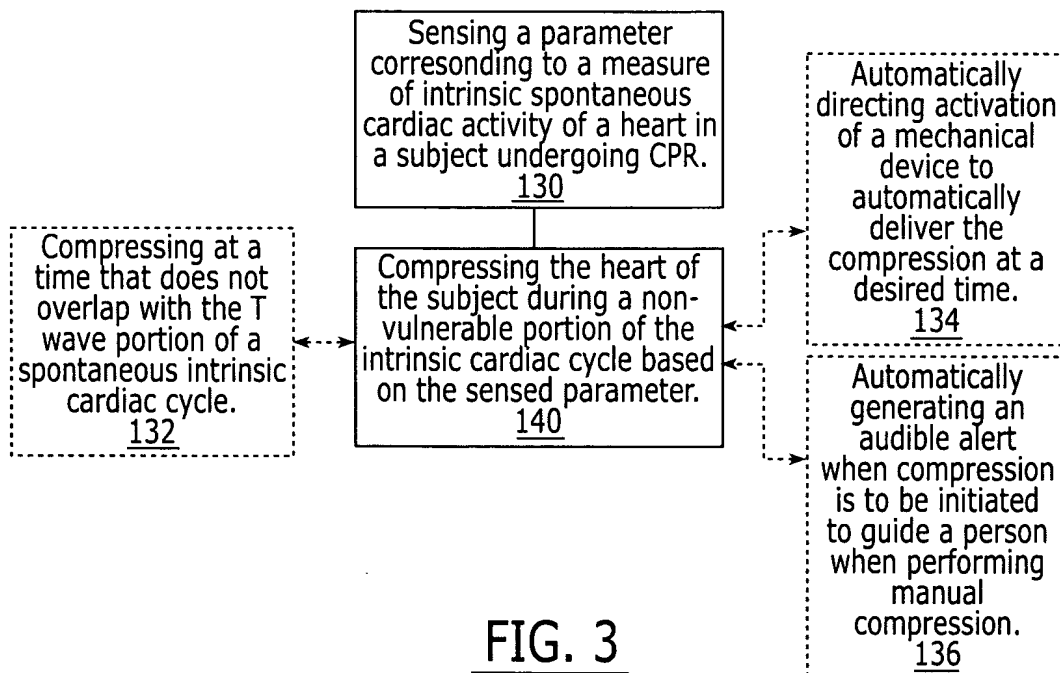 Sensing a parameter
corresonding to a measure
of intrinsic spontaneous
cardiac activity of a heart in
a subject undergoing CPR.
130
Compressing at a
time that does not
overlap with the T
wave portion of a
spontaneous intrinsic
cardiac cycle.
132
Compressing the heart of
the subject during a non-
vulnerable portion of the
intrinsic cardiac cycle based
on the sensed parameter.
140
Automatically
directing activation
of a mechanical
device to
automatically
deliver the
compression at a
desired time.
134
Automatically
generating an
audible alert
when compression
is to be initiated
to guide a person
when performing
manual
compression.
136
FIG. 3